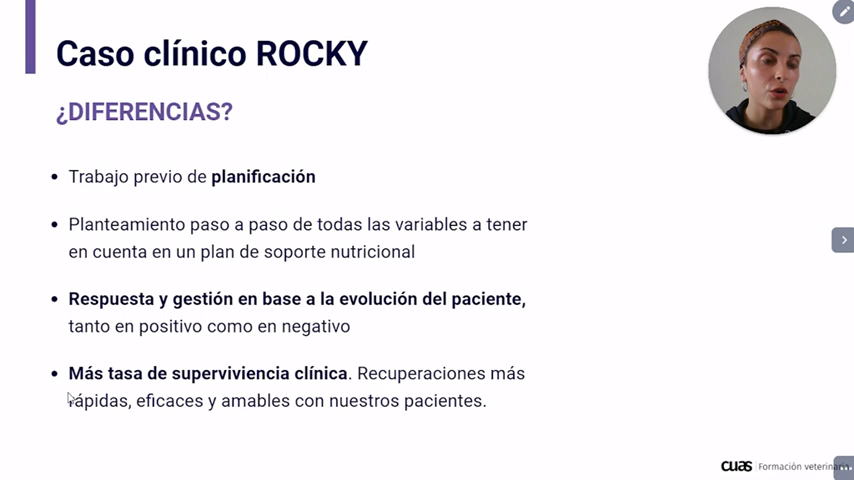 Caso clínico ROCKY
¿DIFERENCIAS?
• Trabajo previo de planificación
• Planteamiento paso a paso de todas las variables a tener
en cuenta en un plan de soporte nutricional
• Respuesta y gestión en base a la evolución del paciente,
tanto en positivo como en negativo
• Más tasa de superviviencia clínica. Recuperaciones más
rápidas, eficaces y amables con nuestros pacientes.
cuas Formación veterinaria